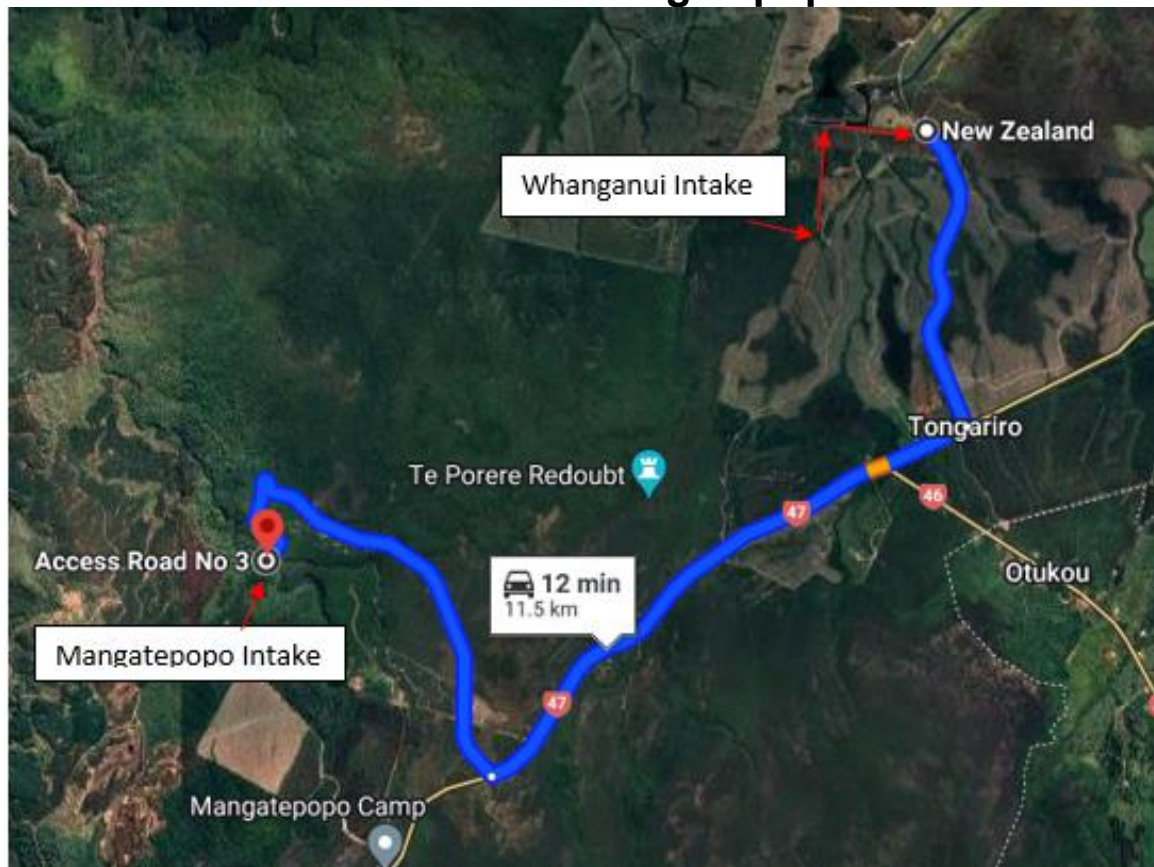 New Zealand
Whanganui Intake
Tongariro
Te Porere Redoubt
47
46
Access Road No 3
12 min
11.5 km
Otukou
Mangatepopo Intake
47
Mangatepopo Camp